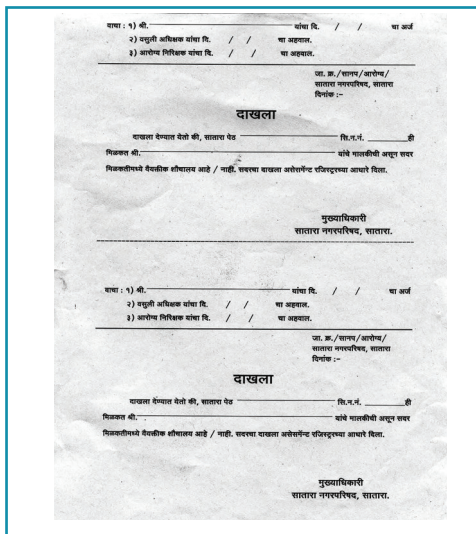 वाचा : १) श्री. यांचा दि. / / चा अर्ज
२) वसुली अधिक्षक यांचा दि. / / चा अहवाल.
३) आरोग्य निरिक्षक यांचा दि. / / चा अहवाल.
जा. क्र./सानप/आरोग्य/
सातारा नगरपरिषद, सातारा
दिनांक :–
दाखला
दाखला देण्यात येतो की, सातारा पेठ सि.न.नं. ही
मिळकत श्री. यांचे मालकीची असून सदर
मिळकतीमध्ये वैयक्तीक शौचालय आहे / नाही. सदरचा दाखला असेसमेन्ट रजिस्टरच्या आधारे दिला.
मुख्याधिकारी
सातारा नगरपरिषद, सातारा.
वाचा : १) श्री. यांचा दि. / / चा अर्ज
२) वसुली अधिक्षक यांचा दि. / / चा अहवाल.
३) आरोग्य निरिक्षक यांचा दि. / / चा अहवाल.
जा. क्र./सानप/आरोग्य/
सातारा नगरपरिषद, सातारा
दिनांक :–
दाखला
दाखला देण्यात येतो की, सातारा पेठ सि.न.नं. ही
मिळकत श्री. यांचे मालकीची असून सदर
मिळकतीमध्ये वैयक्तीक शौचालय आहे / नाही. सदरचा दाखला असेसमेन्ट रजिस्टरच्या आधारे दिला.
मुख्याधिकारी
सातारा नगरपरिषद, सातारा.